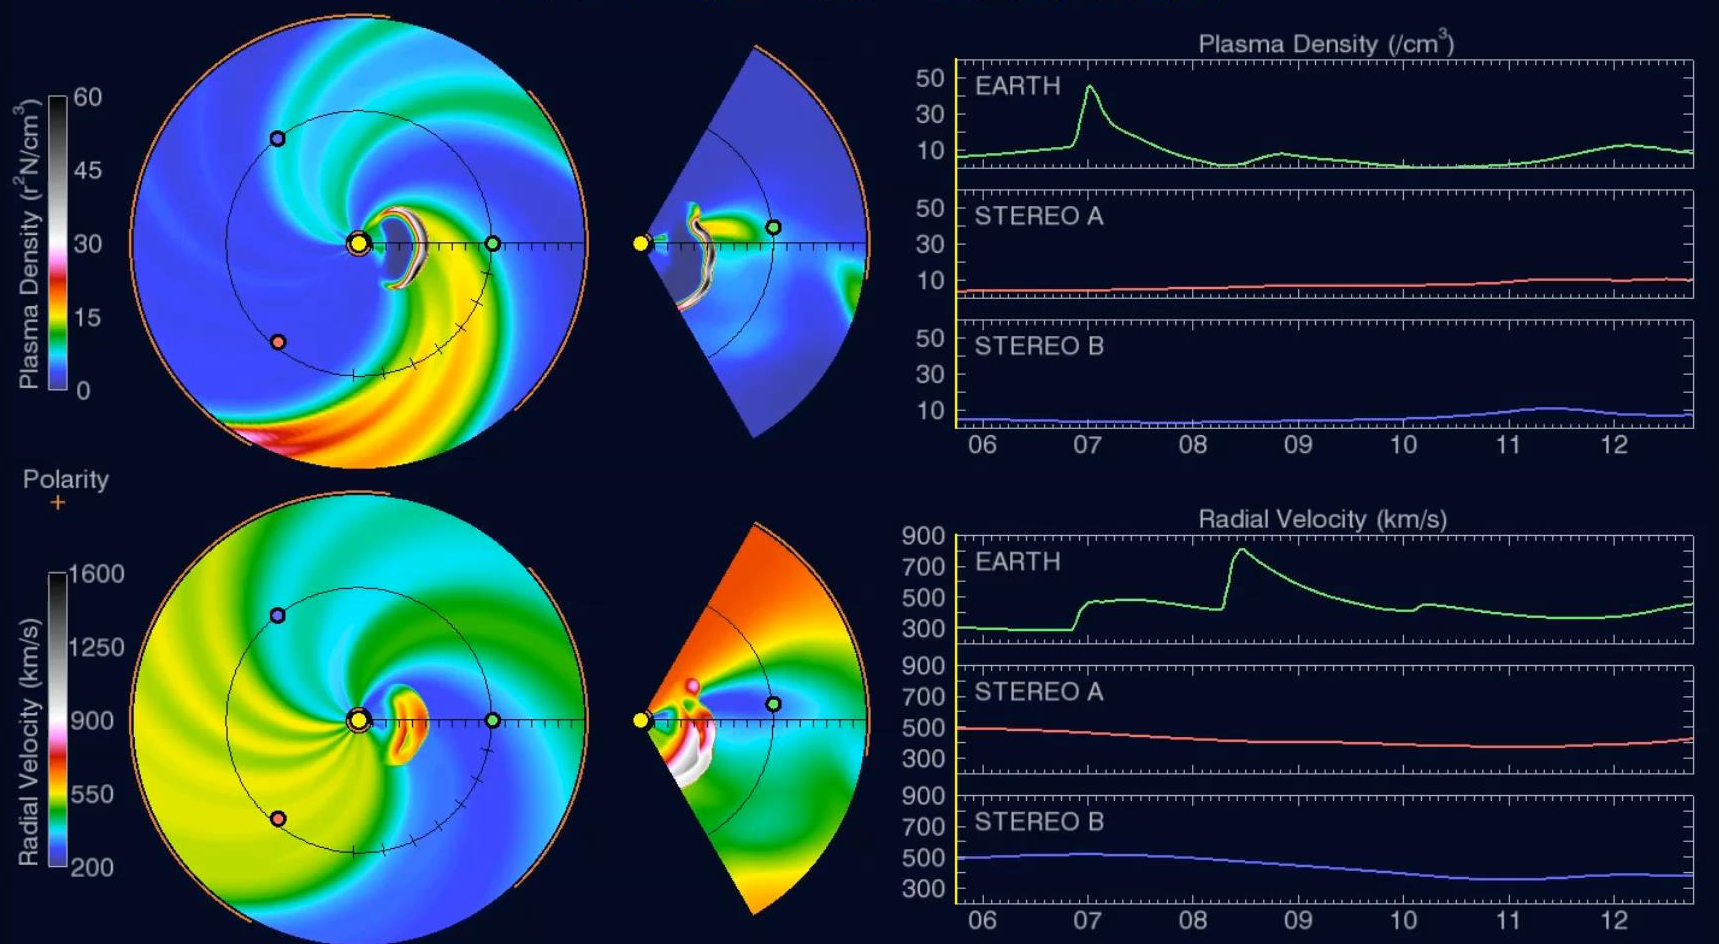 Plasma Density (r²N/cm³)
60
45
30
15
0
Plasma Density (/cm³)
50
30
10
EARTH
50
30
10
STEREO A
50
30
10
STEREO B
06 07 08 09 10 11 12
Polarity
+
Radial Velocity (km/s)
1600
1250
900
550
200
Radial Velocity (km/s)
900
700
500
300
EARTH
900
700
500
300
STEREO A
900
700
500
300
STEREO B
06 07 08 09 10 11 12